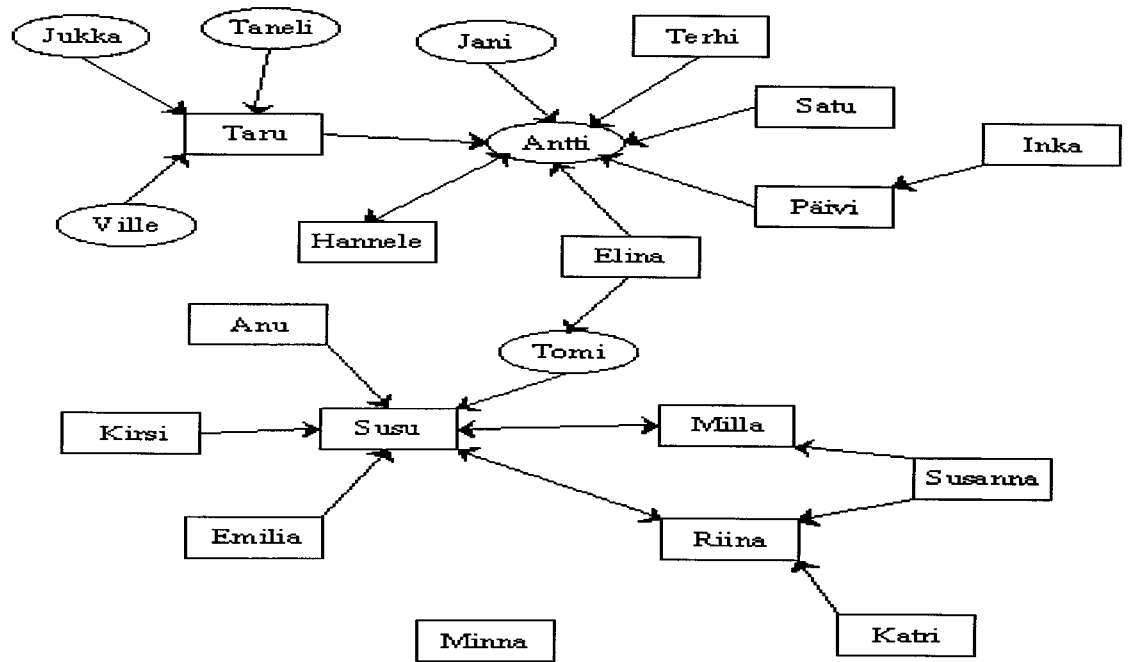 Jukka
Taneli
Jani
Terhi
Taru
Antti
Satu
Inka
Ville
Hannele
Elina
Päivi
Anu
Tomi
Kirsi
Susu
Milla
Susanna
Emilia
Riina
Minna
Katri